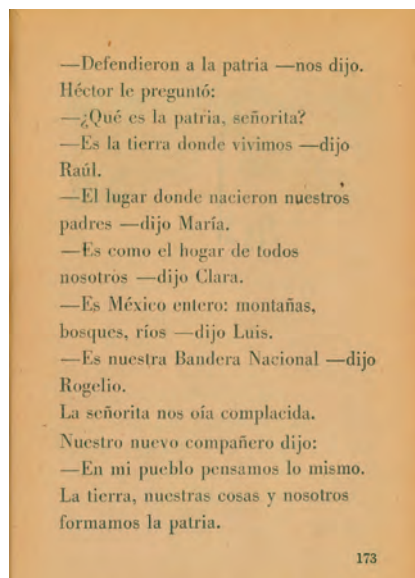 —Defendieron a la patria —nos dijo.
Héctor le preguntó:
—¿Qué es la patria, señorita?
—Es la tierra donde vivimos —dijo
Raúl.
—El lugar donde nacieron nuestros
padres —dijo María.
—Es como el hogar de todos
nosotros —dijo Clara.
—Es México entero: montañas,
bosques, ríos —dijo Luis.
—Es nuestra Bandera Nacional —dijo
Rogelio.
La señorita nos oía complacida.
Nuestro nuevo compañero dijo:
—En mi pueblo pensamos lo mismo.
La tierra, nuestras cosas y nosotros
formamos la patria.
173